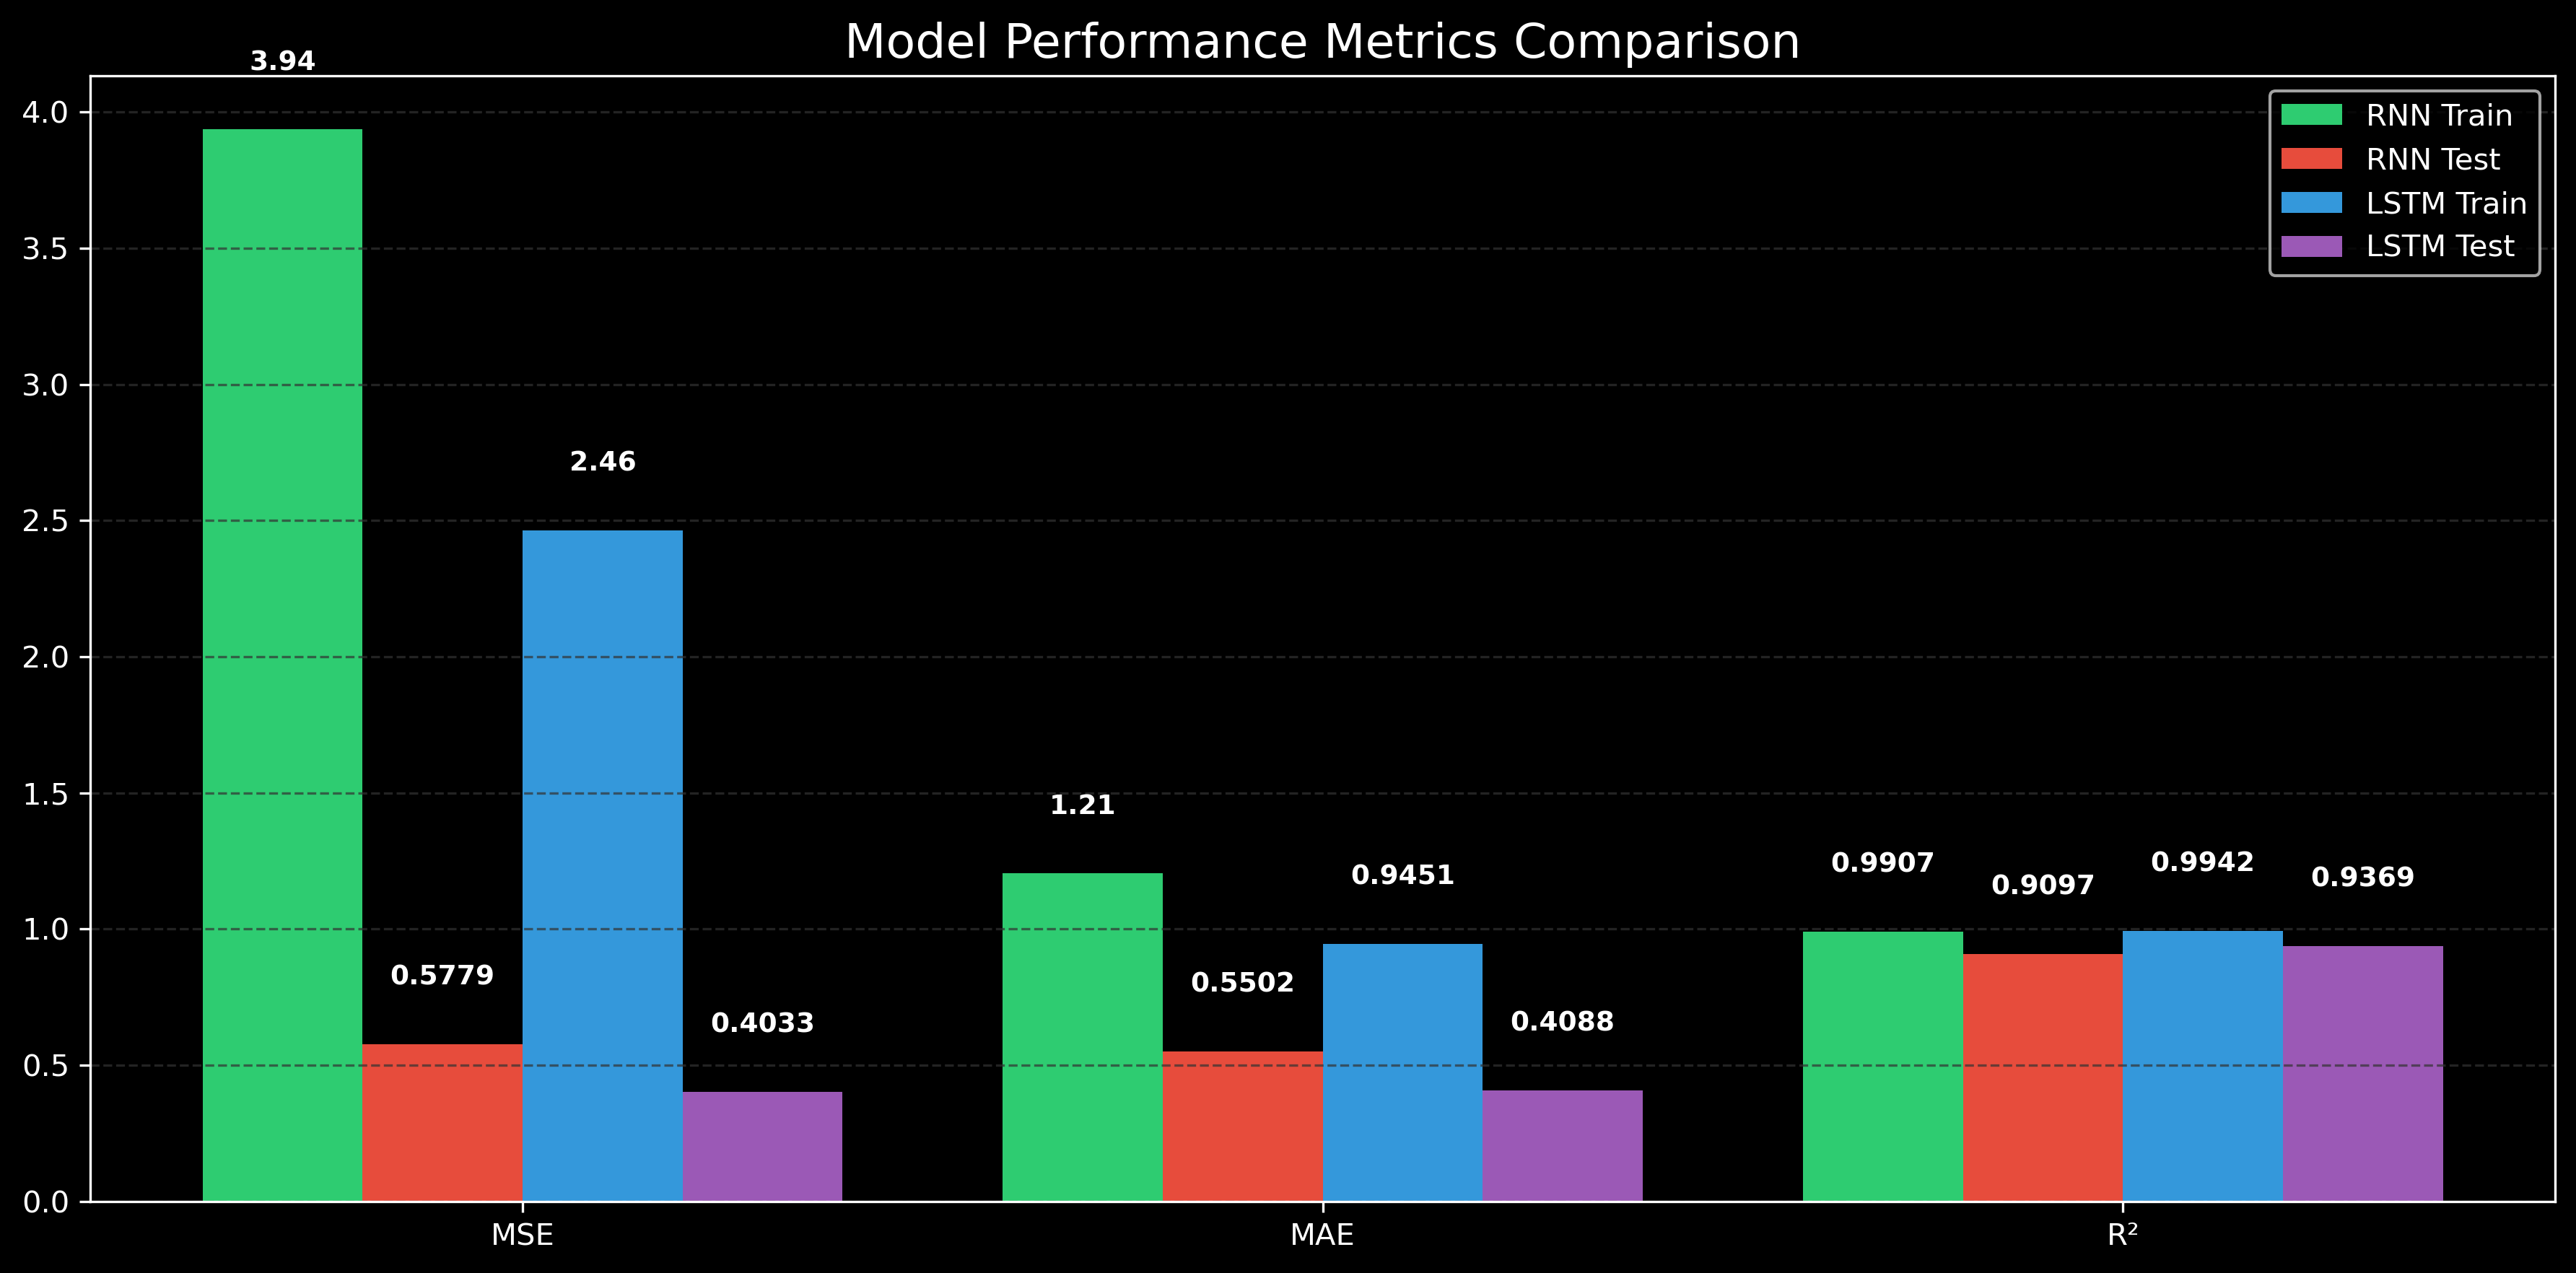 Model Performance Metrics Comparison
3.94
4.0
3.5
3.0
2.5
2.0
1.5
1.0
0.5
0.0
RNN Train
RNN Test
LSTM Train
LSTM Test
0.5779
2.46
0.4033
1.21
0.5502
0.9451
0.4088
0.9907
0.9097
0.9942
0.9369
MSE
MAE
R²